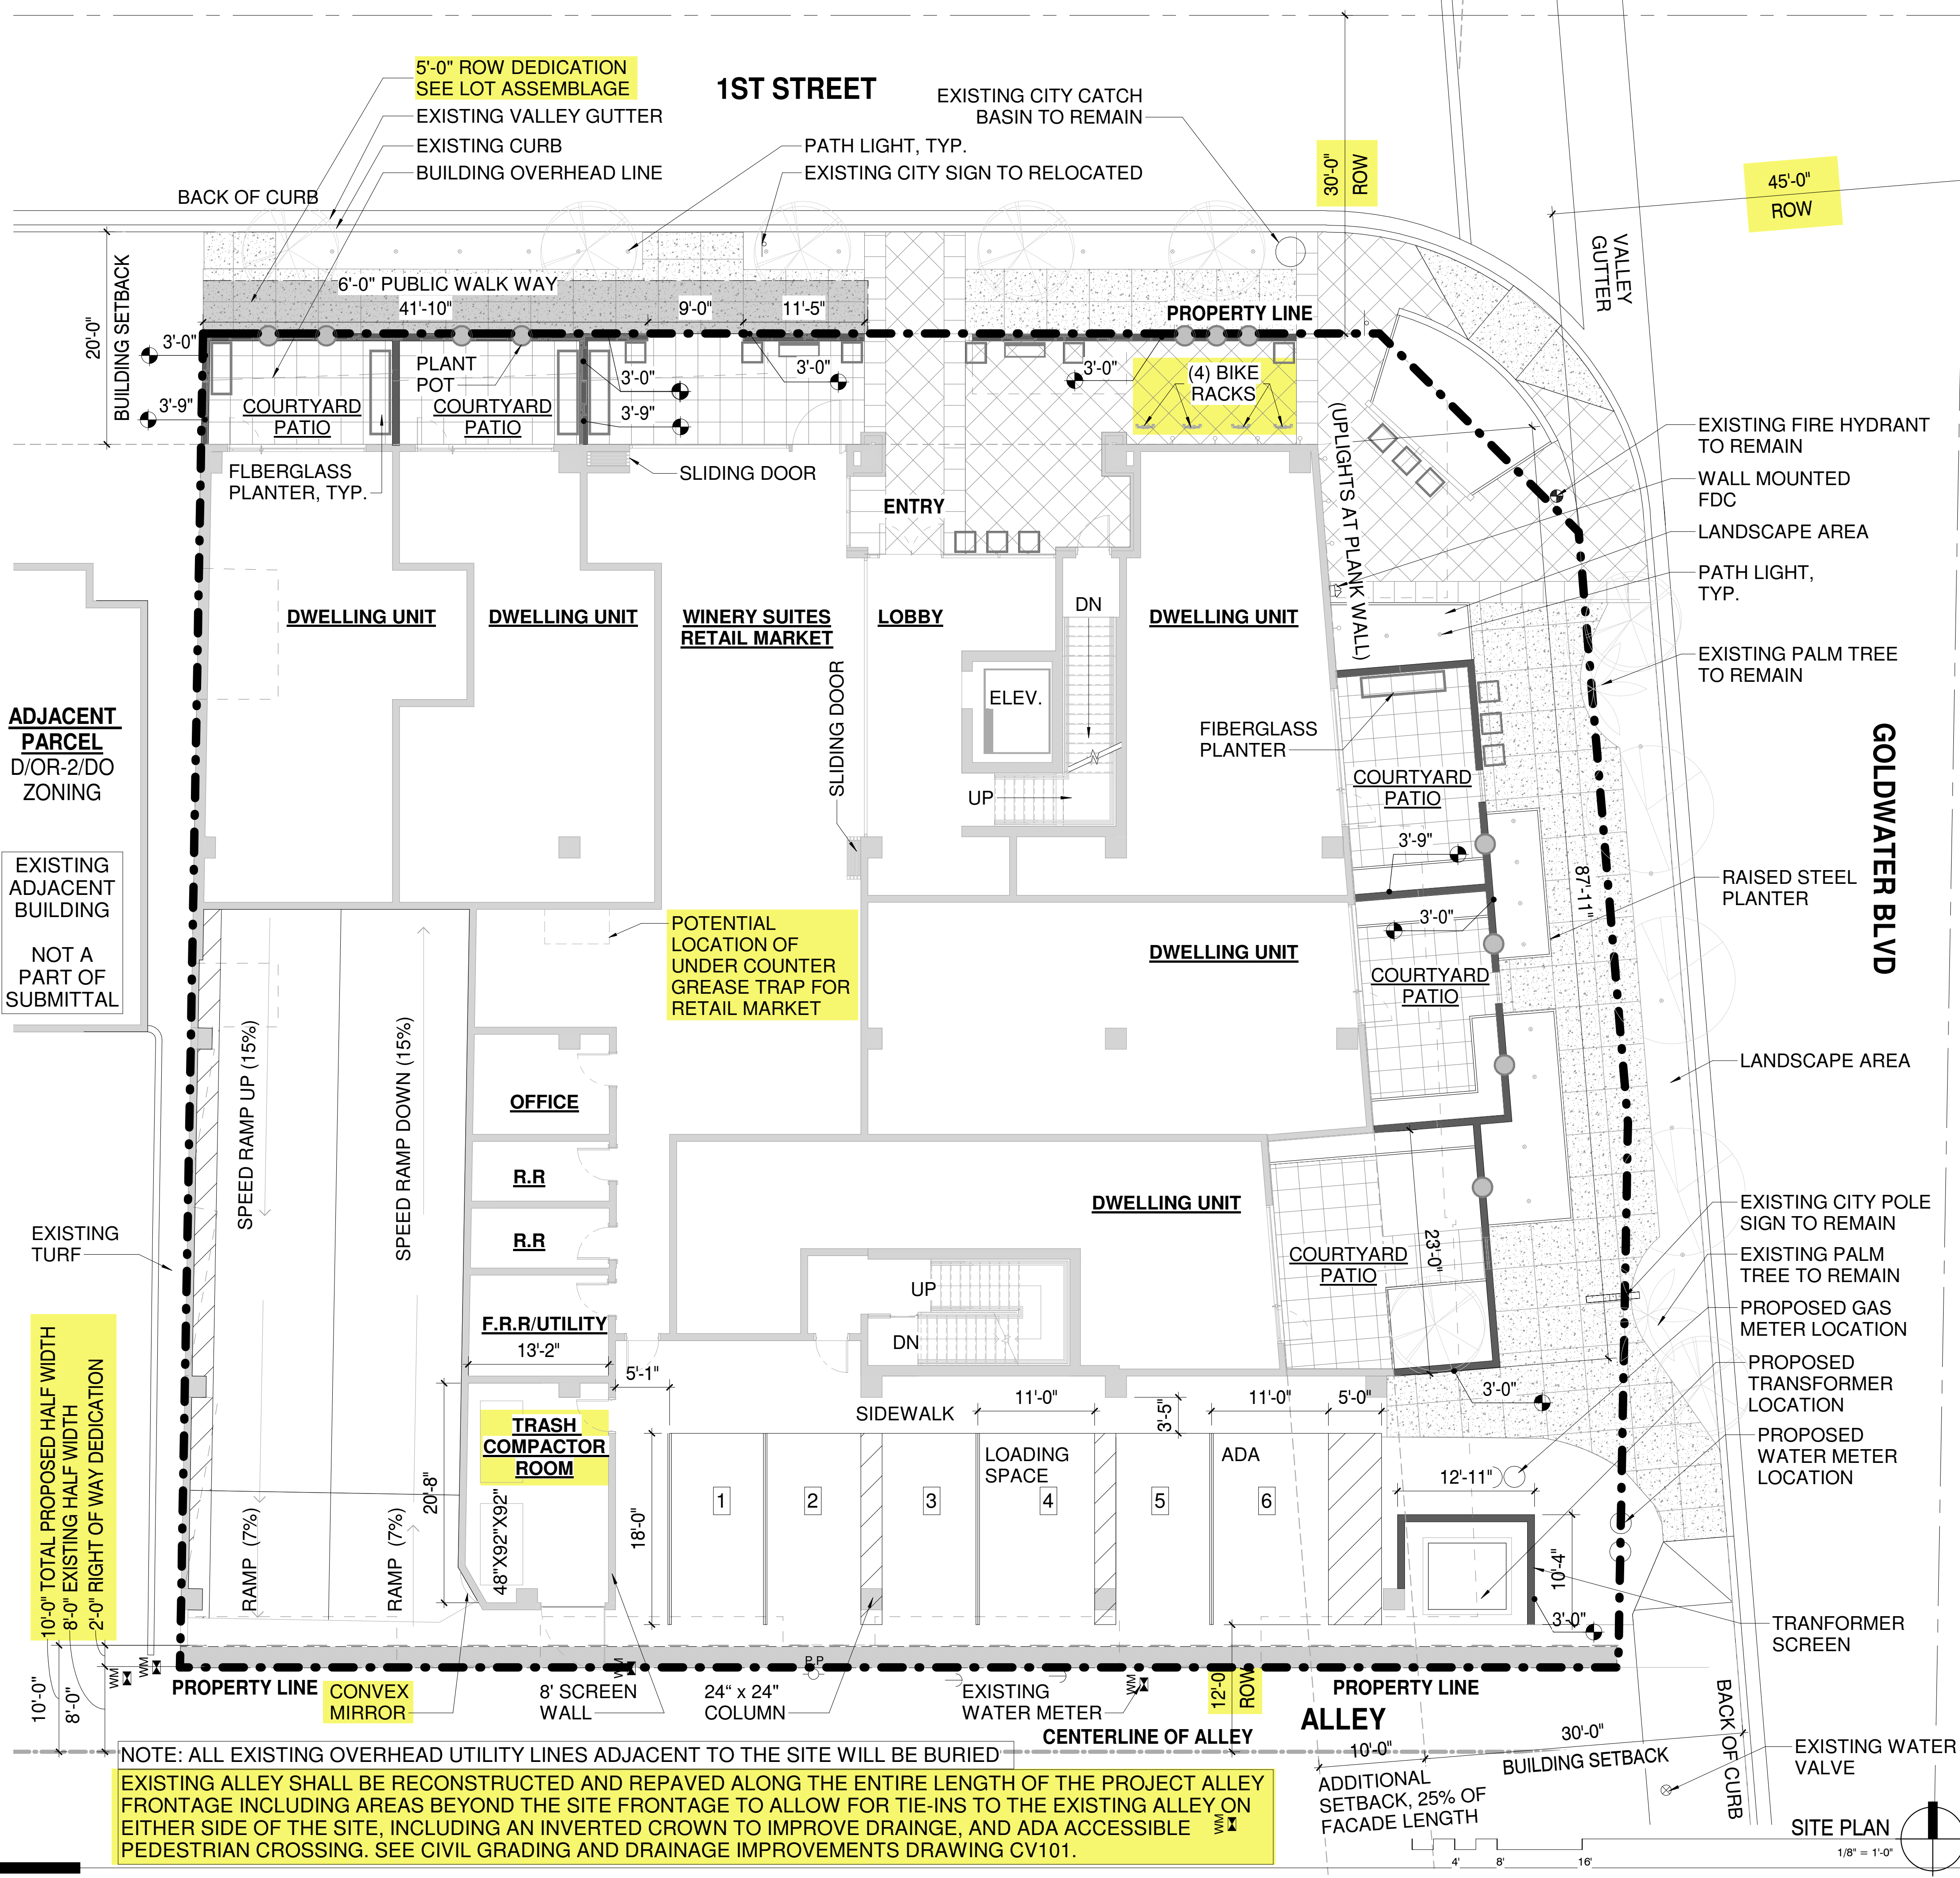 5'-0" ROW DEDICATION
SEE LOT ASSEMBLAGE
EXISTING VALLEY GUTTER
EXISTING CURB
BUILDING OVERHEAD LINE
BACK OF CURB
1ST STREET
EXISTING CITY CATCH
BASIN TO REMAIN
PATH LIGHT, TYP.
EXISTING CITY SIGN TO RELOCATED
30'-0"
ROW
45'-0"
ROW
VALLEY
GUTTER
20'-0"
BUILDING SETBACK
6'-0" PUBLIC WALK WAY
41'-10"
9'-0"
11'-5"
PROPERTY LINE
3'-0"
3'-9"
PLANT
POT
COURTYARD
PATIO
COURTYARD
PATIO
3'-0"
3'-9"
3'-0"
3'-0"
(4) BIKE
RACKS
FLBERGLASS
PLANTER, TYP.
SLIDING DOOR
ENTRY
(UPLIGHTS AT PLANK WALL)
EXISTING FIRE HYDRANT
TO REMAIN
WALL MOUNTED
FDC
LANDSCAPE AREA
PATH LIGHT,
TYP.
EXISTING PALM TREE
TO REMAIN
DWELLING UNIT
DWELLING UNIT
WINERY SUITES
RETAIL MARKET
LOBBY
DN
DWELLING UNIT
ELEV.
UP
SLIDING DOOR
FIBERGLASS
PLANTER
COURTYARD
PATIO
3'-9"
3'-0"
COURTYARD
PATIO
87'-11"
GOLDWATER BLVD
RAISED STEEL
PLANTER
LANDSCAPE AREA
ADJACENT
PARCEL
D/OR-2/DO
ZONING
EXISTING
ADJACENT
BUILDING
NOT A
PART OF
SUBMITTAL
POTENTIAL
LOCATION OF
UNDER COUNTER
GREASE TRAP FOR
RETAIL MARKET
DWELLING UNIT
SPEED RAMP UP (15%)
SPEED RAMP DOWN (15%)
OFFICE
R.R
R.R
F.R.R/UTILITY
13'-2"
5'-1"
DWELLING UNIT
COURTYARD
PATIO
23'-0"
UP
DN
EXISTING
TURF
EXISTING CITY POLE
SIGN TO REMAIN
EXISTING PALM
TREE TO REMAIN
PROPOSED GAS
METER LOCATION
PROPOSED
TRANSFORMER
LOCATION
PROPOSED
WATER METER
LOCATION
TRANFORMER
SCREEN
10'-0" TOTAL PROPOSED HALF WIDTH
8'-0" EXISTING HALF WIDTH
2'-0" RIGHT OF WAY DEDICATION
10'-0"
8'-0"
RAMP (7%)
RAMP (7%)
20'-8"
TRASH
COMPACTOR
ROOM
48"X92"X92"
18'-0"
SIDEWALK
11'-0"
3'-5"
11'-0"
5'-0"
3'-0"
LOADING
SPACE
ADA
1
2
3
4
5
6
12'-11"
10'-4"
3'-0"
WM
WM
WM
P.P
WM
PROPERTY LINE
CONVEX
MIRROR
8' SCREEN
WALL
24“ x 24"
COLUMN
EXISTING
WATER METER
12'-0
ROW
PROPERTY LINE
ALLEY
CENTERLINE OF ALLEY
10'-0"
30'-0"
BUILDING SETBACK
ADDITIONAL
SETBACK, 25% OF
FACADE LENGTH
BACK OF CURB
EXISTING WATER
VALVE
NOTE: ALL EXISTING OVERHEAD UTILITY LINES ADJACENT TO THE SITE WILL BE BURIED
EXISTING ALLEY SHALL BE RECONSTRUCTED AND REPAVED ALONG THE ENTIRE LENGTH OF THE PROJECT ALLEY
FRONTAGE INCLUDING AREAS BEYOND THE SITE FRONTAGE TO ALLOW FOR TIE-INS TO THE EXISTING ALLEY ON
EITHER SIDE OF THE SITE, INCLUDING AN INVERTED CROWN TO IMPROVE DRAINGE, AND ADA ACCESSIBLE
PEDESTRIAN CROSSING. SEE CIVIL GRADING AND DRAINAGE IMPROVEMENTS DRAWING CV101.
WM
SITE PLAN
1/8" = 1'-0"
4'
8'
16'